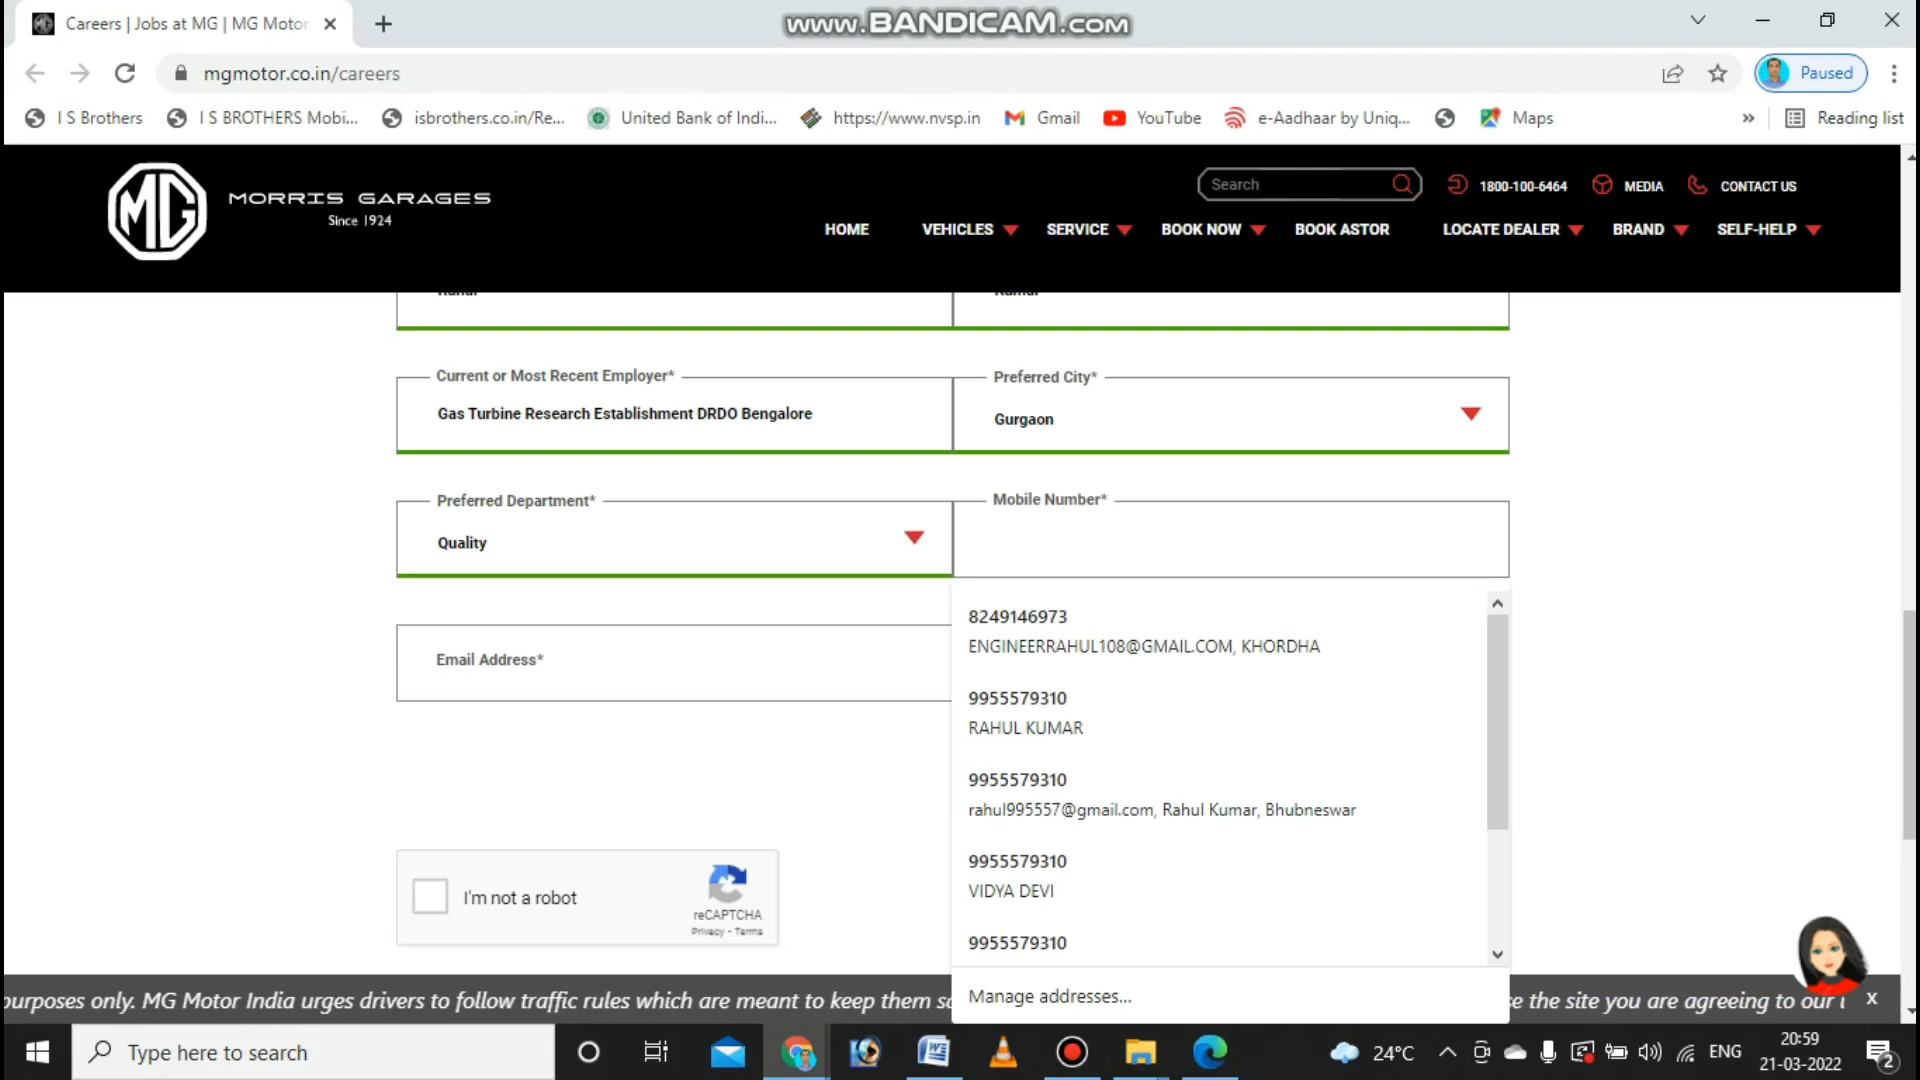 Careers | Jobs at MG | MG Motor
www.BANDICAM.com
mgmotor.co.in/careers
Paused
I S Brothers
I S BROTHERS Mobi...
isbrothers.co.in/Re...
United Bank of Indi...
https://www.nvsp.in
Gmail
YouTube
e-Aadhaar by Uniq...
Maps
»
Reading list
MG
MORRIS GARAGES
Since 1924
Search
1800-100-6464
MEDIA
CONTACT US
HOME
VEHICLES
SERVICE
BOOK NOW
BOOK ASTOR
LOCATE DEALER
BRAND
SELF-HELP
Current or Most Recent Employer*
Gas Turbine Research Establishment DRDO Bengalore
Preferred City*
Gurgaon
Preferred Department*
Quality
Mobile Number*
Email Address*
8249146973
ENGINEERRAHUL108@GMAIL.COM, KHORDHA
9955579310
RAHUL KUMAR
9955579310
rahul995557@gmail.com, Rahul Kumar, Bhubneswar
9955579310
VIDYA DEVI
9955579310
Manage addresses...
I'm not a robot
reCAPTCHA
Privacy - Terms
purposes only. MG Motor India urges drivers to follow traffic rules which are meant to keep them
the site you are agreeing to our
x
Type here to search
24°C
ENG
20:59
21-03-2022
2